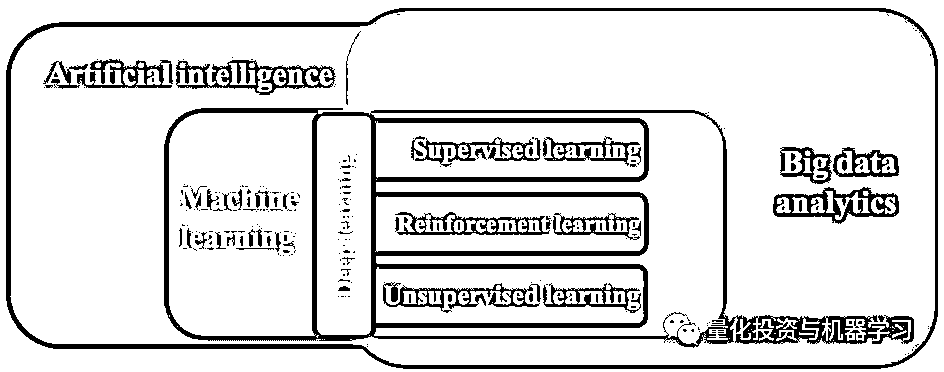 Artificial intelligence
Supervised learning
Machine
learning
Deep learning
Reinforcement learning
Unsupervised learning
Big data
analytics
量化投资与机器学习